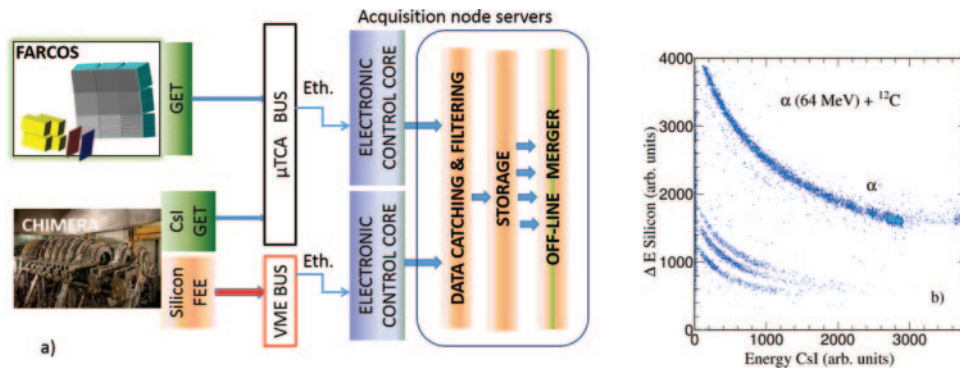 Acquisition node servers
FARCOS
GET
µTCA BUS
Eth.
ELECTRONIC
CONTROL CORE
CHIMERA
CsI
GET
Silicon
FEE
VME BUS
Eth.
ELECTRONIC
CONTROL CORE
DATA CATCHING & FILTERING
STORAGE
OFF-LINE MERGER
a)
Δ E Silicon (arb. units)
4000
3000
2000
1000
0
α (64 MeV) + ¹²C
α
b)
0 1000 2000 3000
Energy CsI (arb. units)